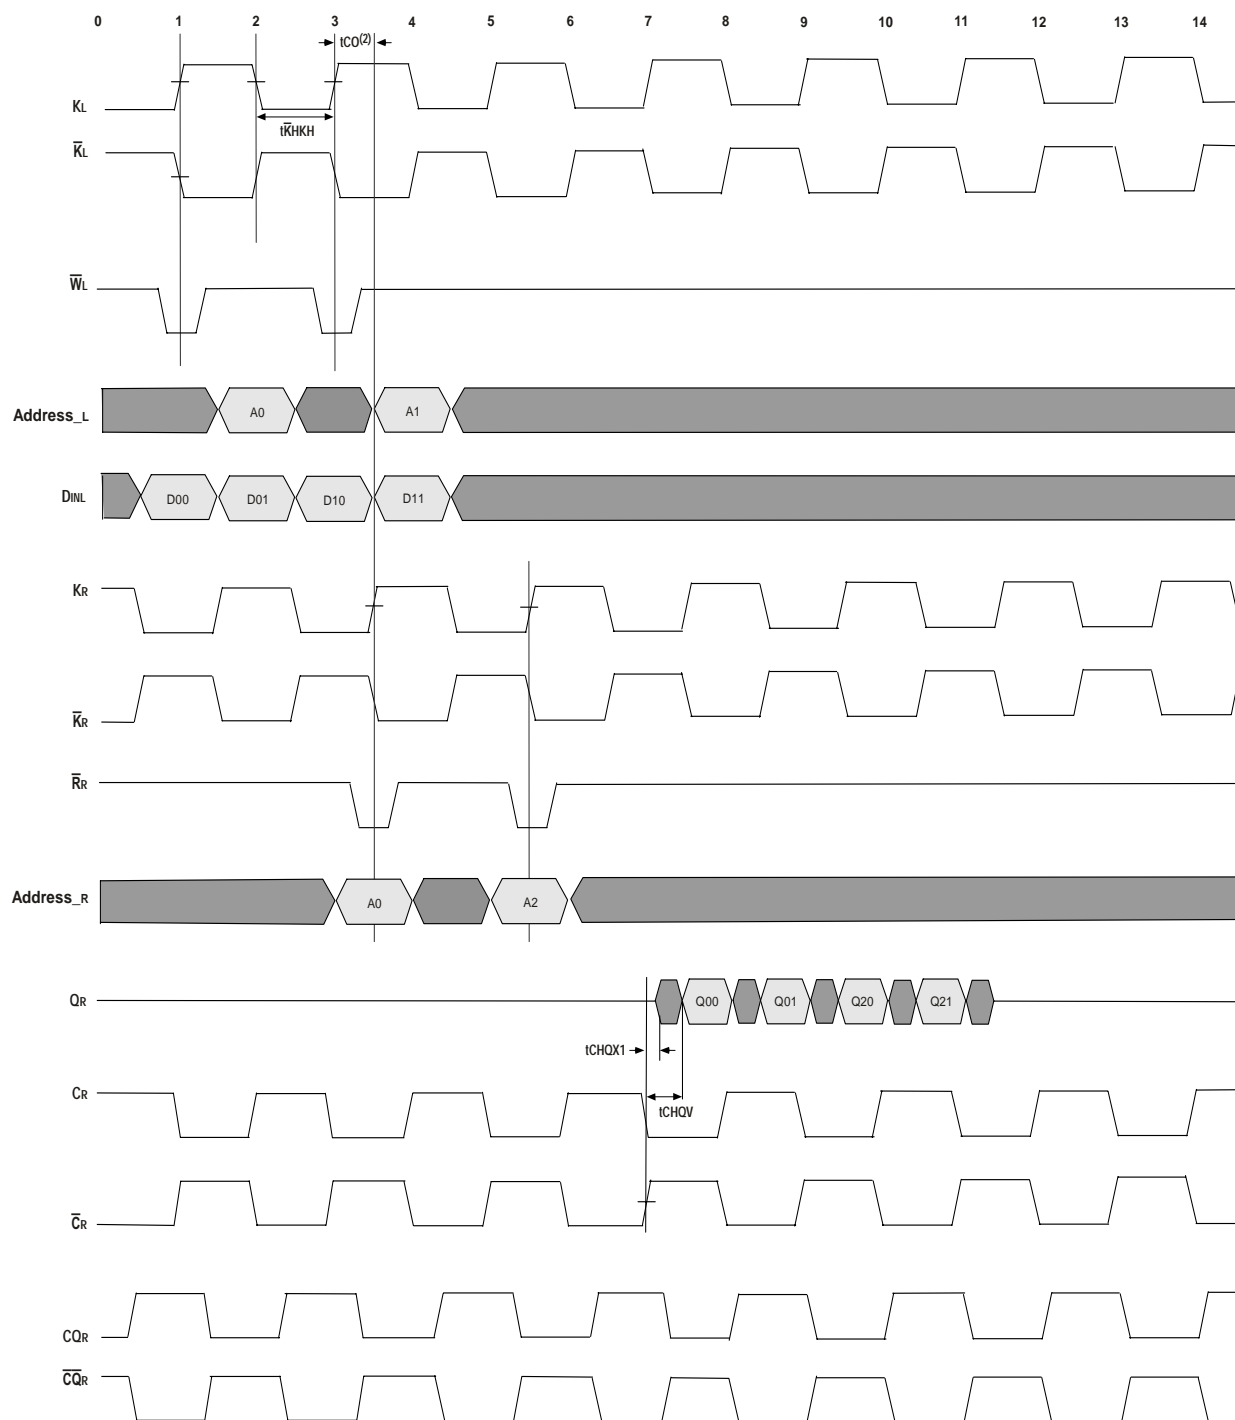 0 1 2 3 4 5 6 7 8 9 10 11 12 13 14
tCO(2)
KL
tK̅HKH
K̅L
W̅L
Address_L A0 A1
DINL D00 D01 D10 D11
KR
K̅R
R̅R
Address_R A0 A2
QR Q00 Q01 Q20 Q21
tCHQX1
CR
tCHQV
C̅R
CQR
C̅Q̅R